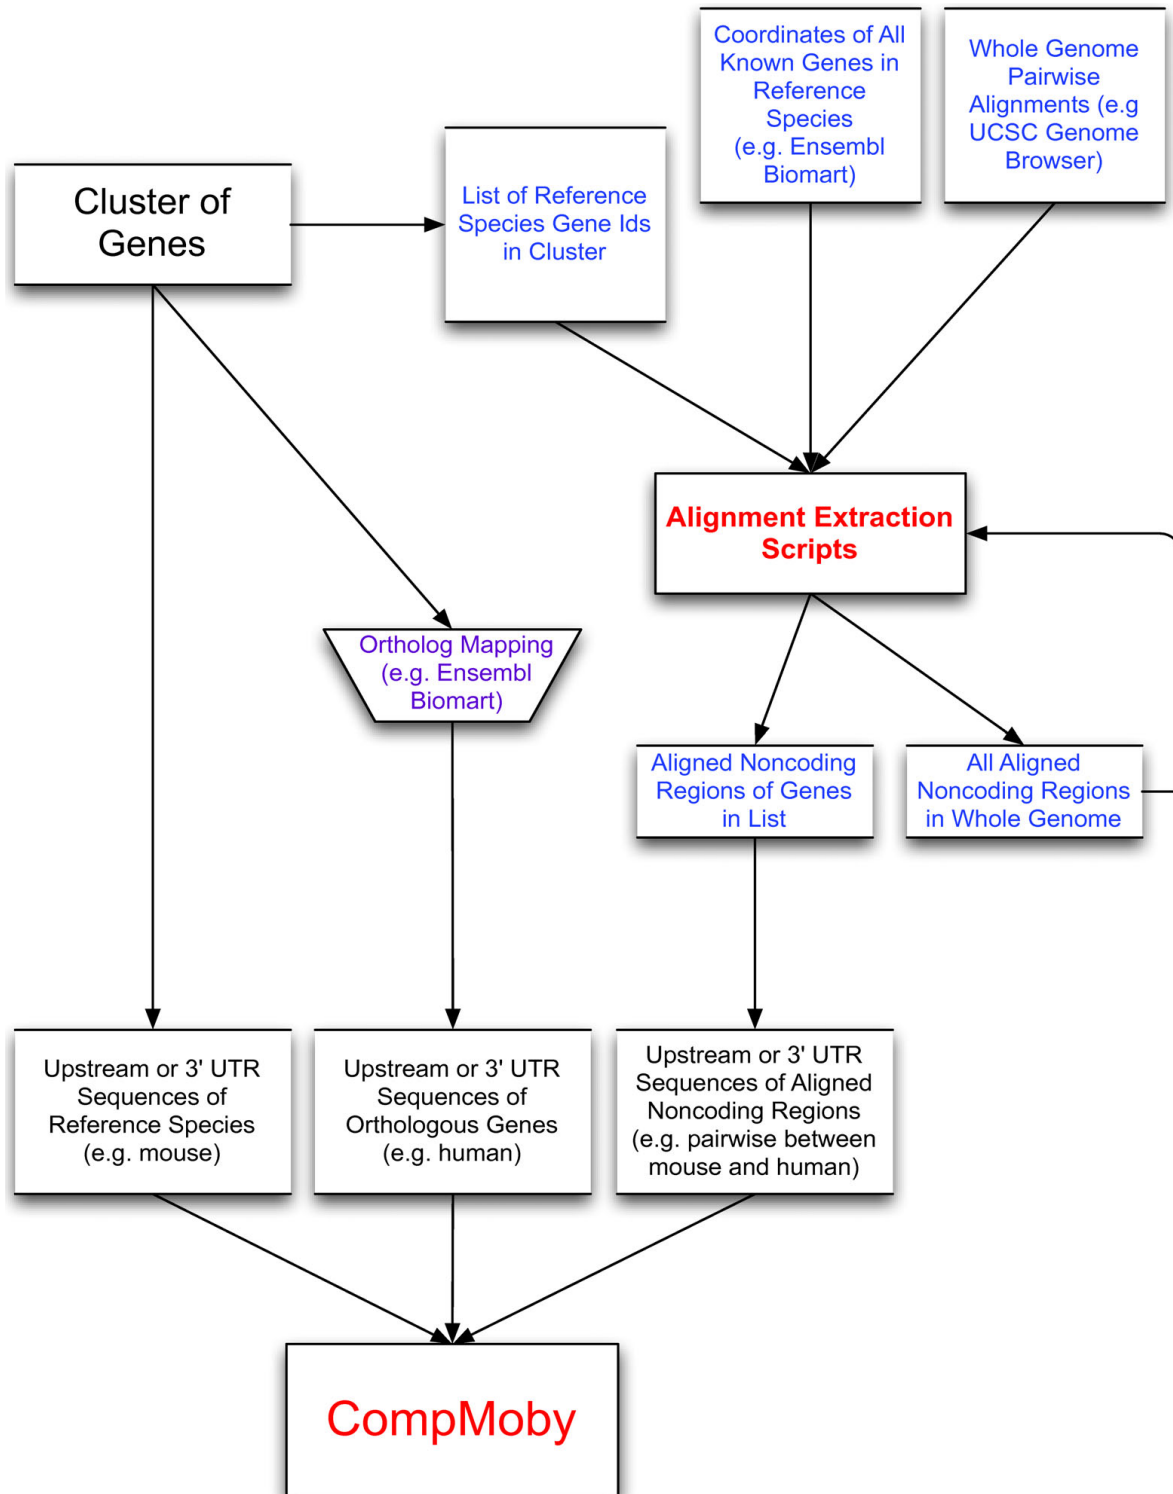 Coordinates of All
Known Genes in
Reference
Species
(e.g. Ensembl
Biomart)
Whole Genome
Pairwise
Alignments (e.g
UCSC Genome
Browser)
Cluster of
Genes
List of Reference
Species Gene Ids
in Cluster
Alignment Extraction
Scripts
Ortholog Mapping
(e.g. Ensembl
Biomart)
Aligned Noncoding
Regions of Genes
in List
All Aligned
Noncoding Regions
in Whole Genome
Upstream or 3' UTR
Sequences of
Reference Species
(e.g. mouse)
Upstream or 3' UTR
Sequences of
Orthologous Genes
(e.g. human)
Upstream or 3' UTR
Sequences of Aligned
Noncoding Regions
(e.g. pairwise between
mouse and human)
CompMoby